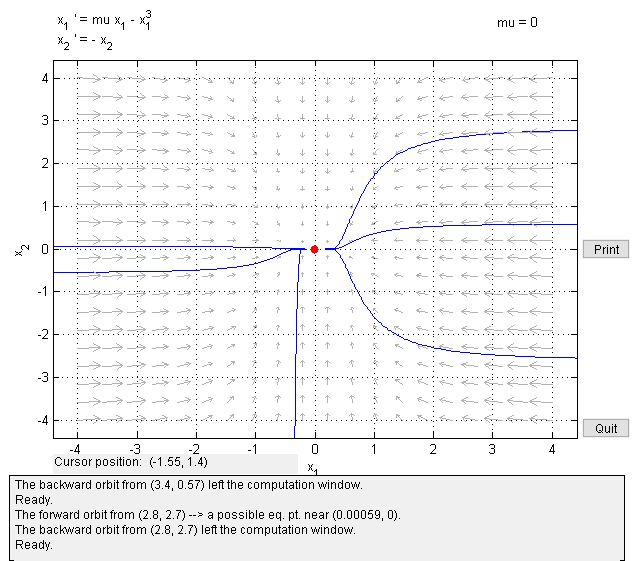 x₁ ' = mu x₁ - x₁³
mu = 0
x₂ ' = - x₂
4
3
2
1
0
-1
-2
-3
-4
x₂
Print
Quit
-4 -3 -2 -1 0 1 2 3 4
x₁
Cursor position: (-1.55, 1.4)
The backward orbit from (3.4, 0.57) left the computation window.
Ready.
The forward orbit from (2.8, 2.7) --> a possible eq. pt. near (0.00059, 0).
The backward orbit from (2.8, 2.7) left the computation window.
Ready.